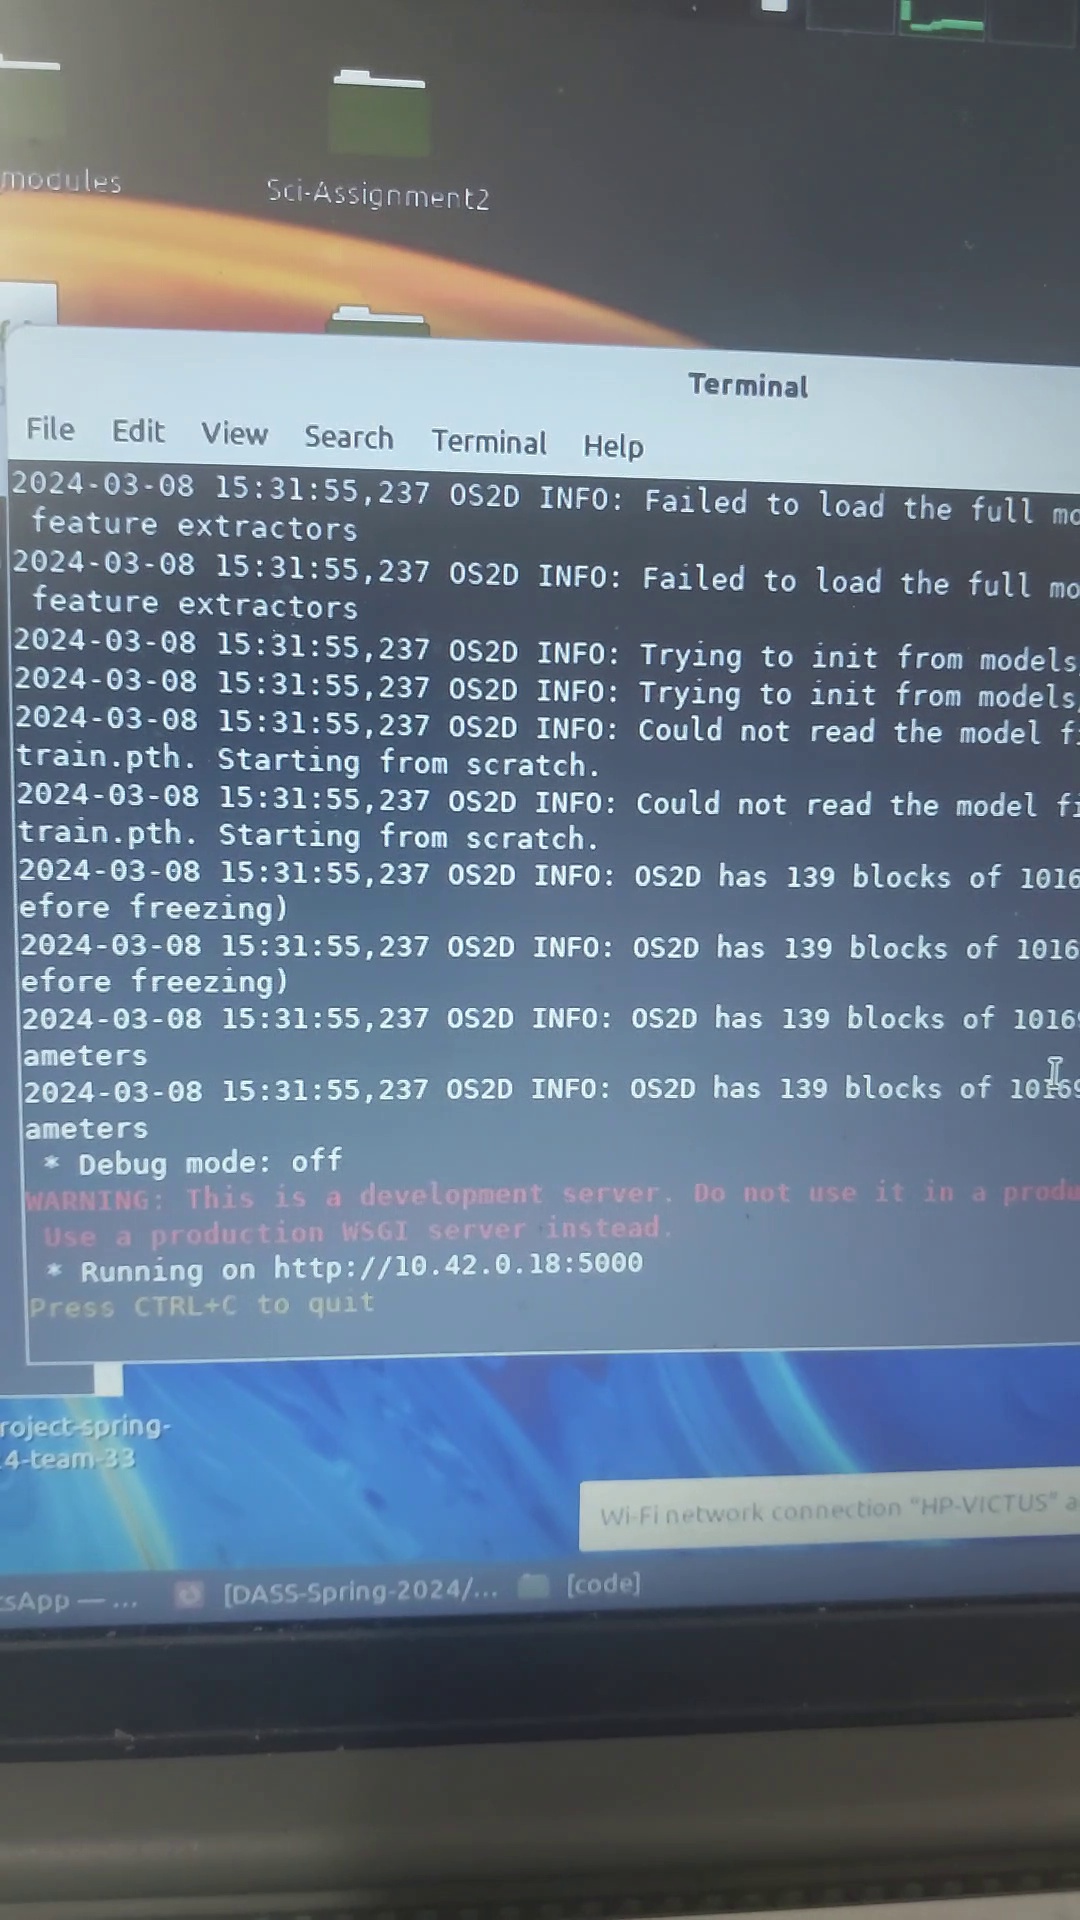 modules
Sci-Assignment2
Terminal
File Edit View Search Terminal Help
2024-03-08 15:31:55,237 OS2D INFO: Failed to load the full mo
feature extractors
2024-03-08 15:31:55,237 OS2D INFO: Failed to load the full mo
feature extractors
2024-03-08 15:31:55,237 OS2D INFO: Trying to init from models
2024-03-08 15:31:55,237 OS2D INFO: Trying to init from models
2024-03-08 15:31:55,237 OS2D INFO: Could not read the model fi
train.pth. Starting from scratch.
2024-03-08 15:31:55,237 OS2D INFO: Could not read the model fi
train.pth. Starting from scratch.
2024-03-08 15:31:55,237 OS2D INFO: OS2D has 139 blocks of 1016
efore freezing)
2024-03-08 15:31:55,237 OS2D INFO: OS2D has 139 blocks of 1016
efore freezing)
2024-03-08 15:31:55,237 OS2D INFO: OS2D has 139 blocks of 10169
ameters
2024-03-08 15:31:55,237 OS2D INFO: OS2D has 139 blocks of 10169
ameters
* Debug mode: off
WARNING: This is a development server. Do not use it in a produ
Use a production WSGI server instead.
* Running on http://10.42.0.18:5000
Press CTRL+C to quit
roject-spring-
4-team-33
Wi-Fi network connection "HP-VICTUS" a
tsApp — ... [DASS-Spring-2024/... [code]